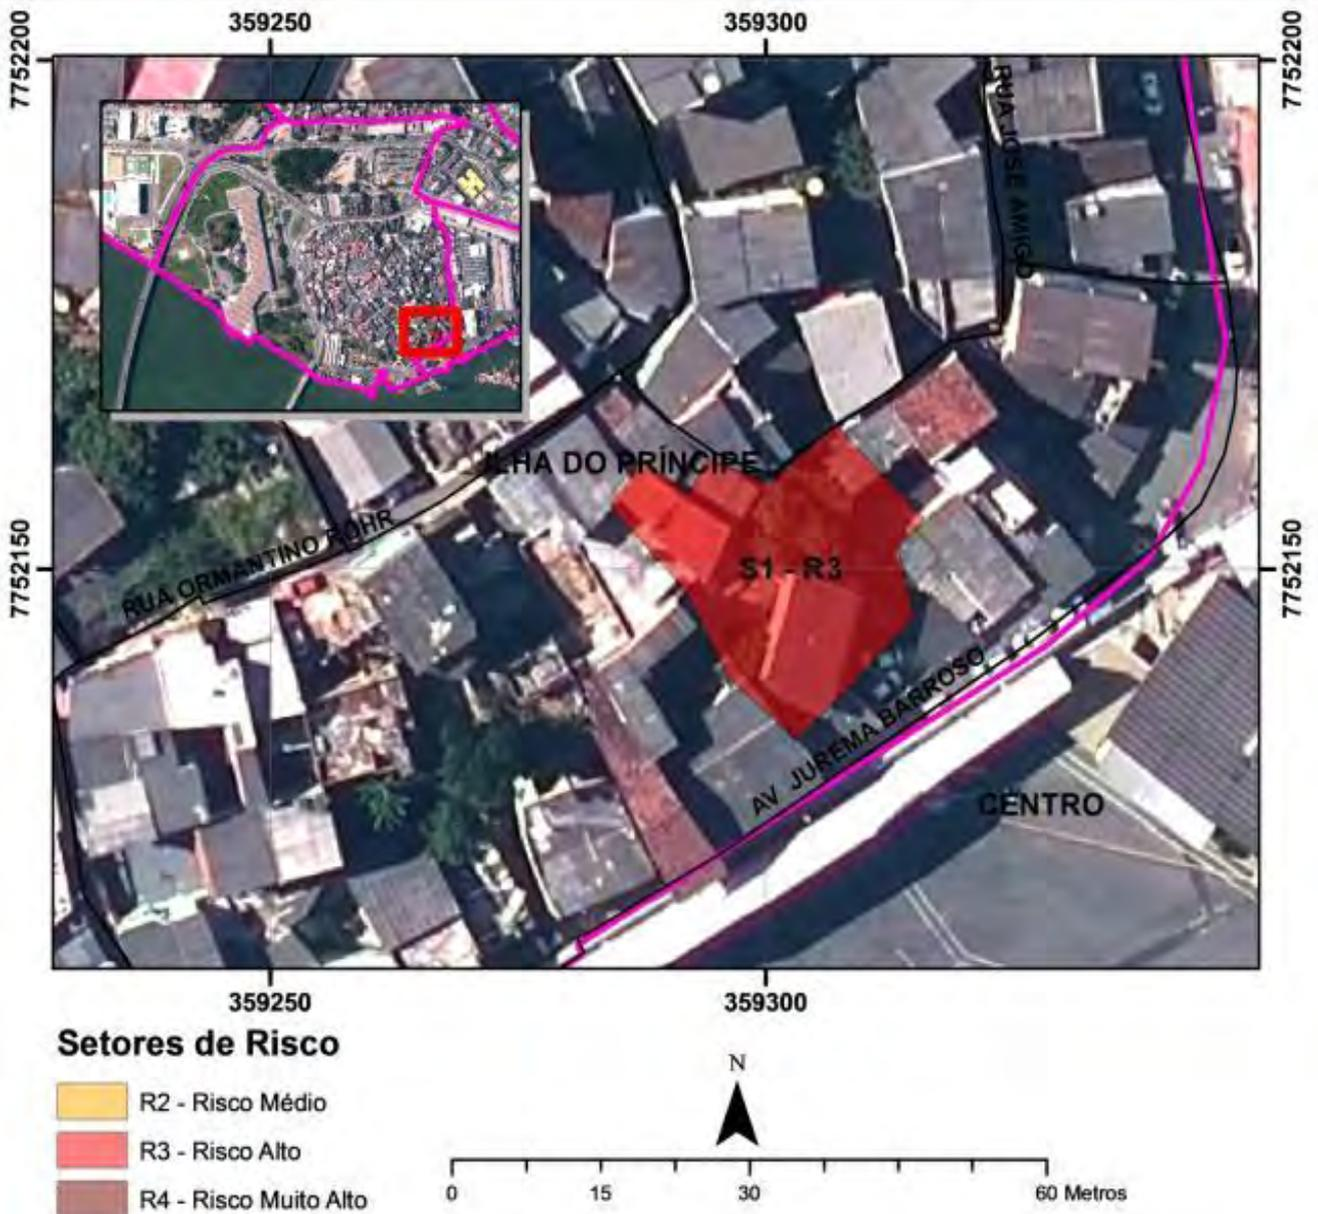 359250
359300
7752200
7752200
RUA JOSÉ AMIGO
ILHA DO PRÍNCIPE
RUA ORMANTINO ROHR
7752150
7752150
S1 - R3
AV JUREMA BARROSO
CENTRO
359250
359300
Setores de Risco
R2 - Risco Médio
R3 - Risco Alto
R4 - Risco Muito Alto
N
0
15
30
60 Metros